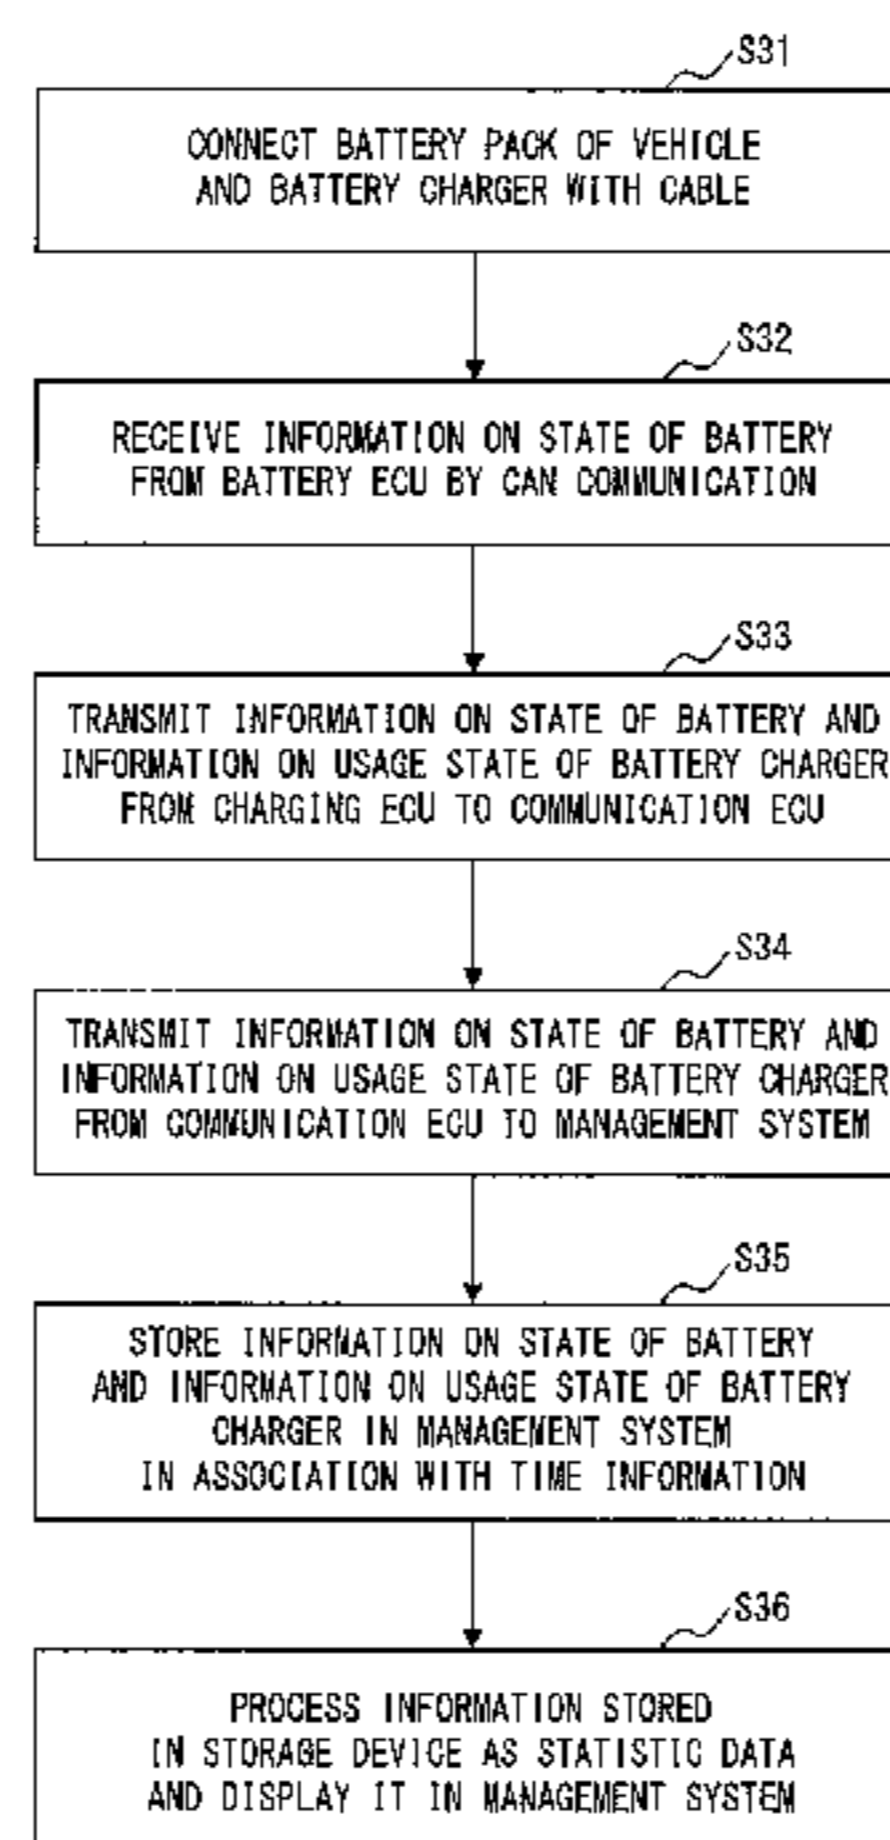 S31
CONNECT BATTERY PACK OF VEHICLE
AND BATTERY CHARGER WITH CABLE
S32
RECEIVE INFORMATION ON STATE OF BATTERY
FROM BATTERY ECU BY CAN COMMUNICATION
S33
TRANSMIT INFORMATION ON STATE OF BATTERY AND
INFORMATION ON USAGE STATE OF BATTERY CHARGER
FROM CHARGING ECU TO COMMUNICATION ECU
S34
TRANSMIT INFORMATION ON STATE OF BATTERY AND
INFORMATION ON USAGE STATE OF BATTERY CHARGER
FROM COMMUNICATION ECU TO MANAGEMENT SYSTEM
S35
STORE INFORMATION ON STATE OF BATTERY
AND INFORMATION ON USAGE STATE OF BATTERY
CHARGER IN MANAGEMENT SYSTEM
IN ASSOCIATION WITH TIME INFORMATION
S36
PROCESS INFORMATION STORED
IN STORAGE DEVICE AS STATISTIC DATA
AND DISPLAY IT IN MANAGEMENT SYSTEM